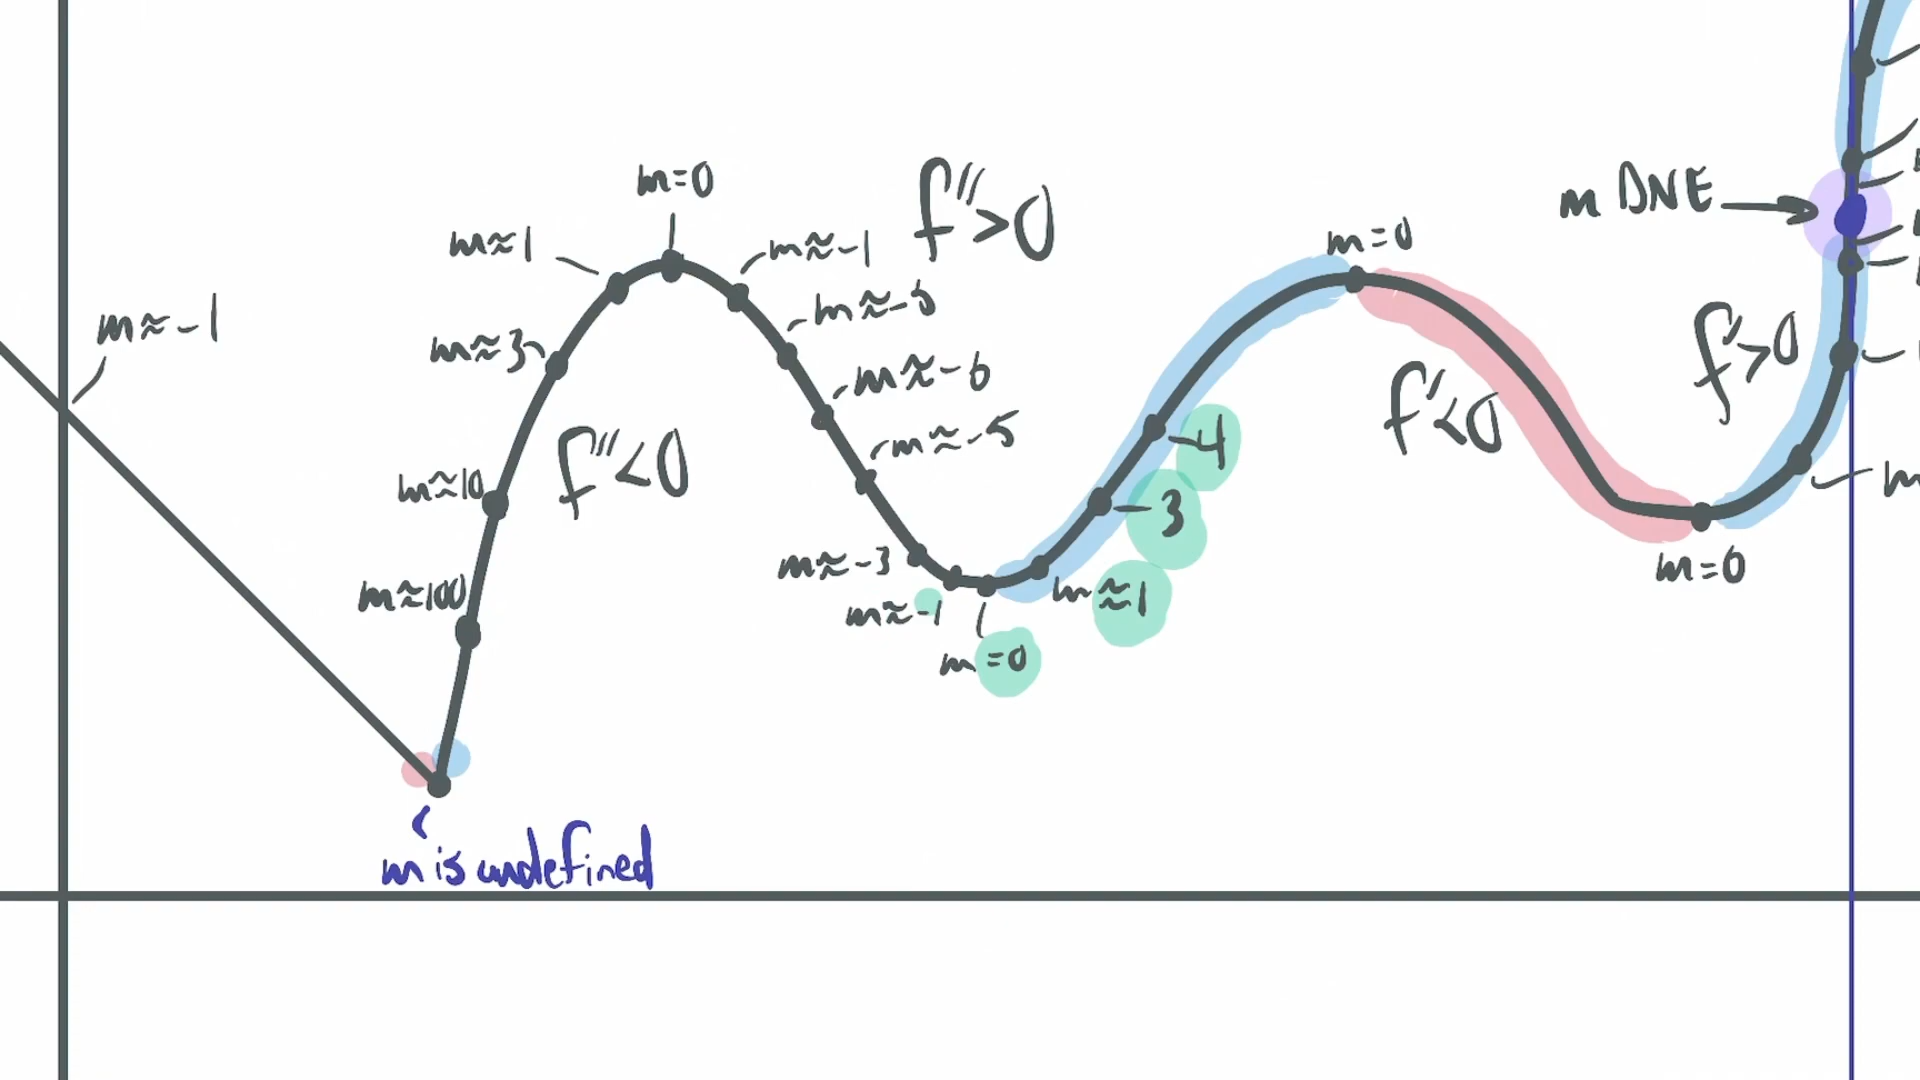 m≈-1
m≈100
m≈10
m≈3
m≈1
m=0
m≈-1
m≈-5
m≈-6
m≈-5
m≈-3
m≈-1
m=0
m≈1
3
4
f''<0
f''>0
m=0
f'<0
m=0
f'>0
m DNE
m
m is undefined